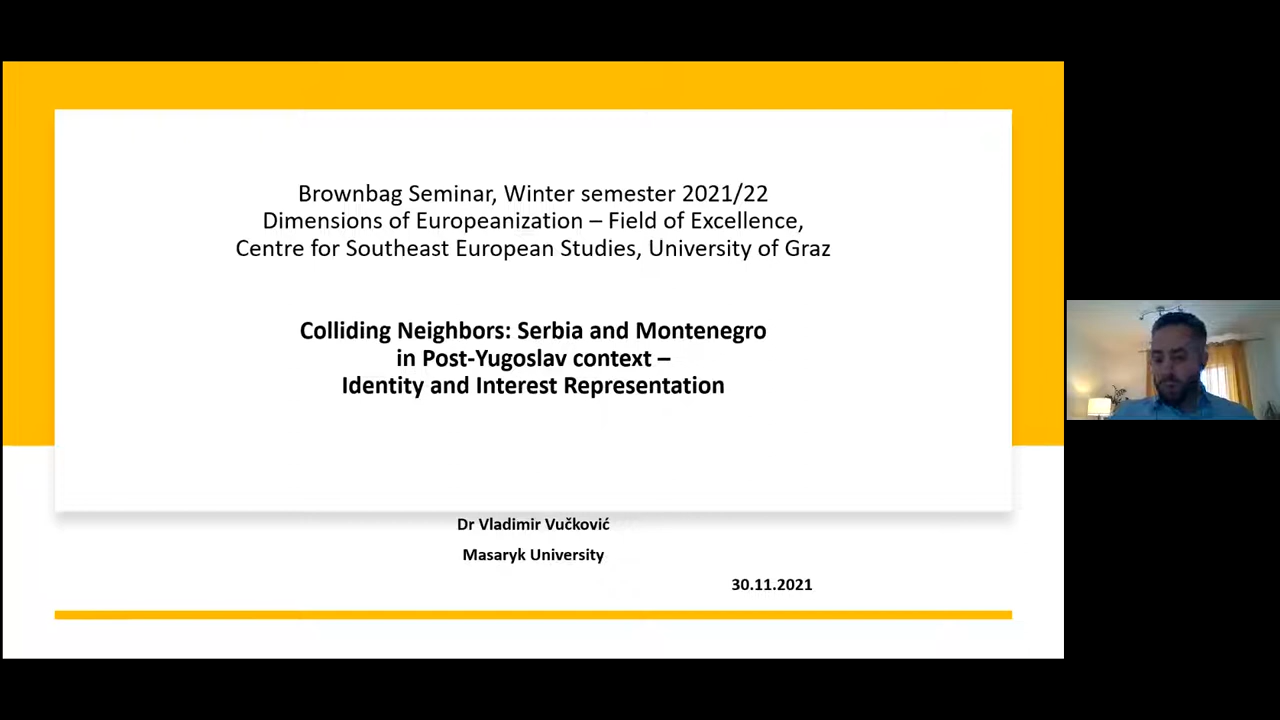 Brownbag Seminar, Winter semester 2021/22
Dimensions of Europeanization – Field of Excellence,
Centre for Southeast European Studies, University of Graz
Colliding Neighbors: Serbia and Montenegro
in Post-Yugoslav context –
Identity and Interest Representation
Dr Vladimir Vučković
Masaryk University
30.11.2021